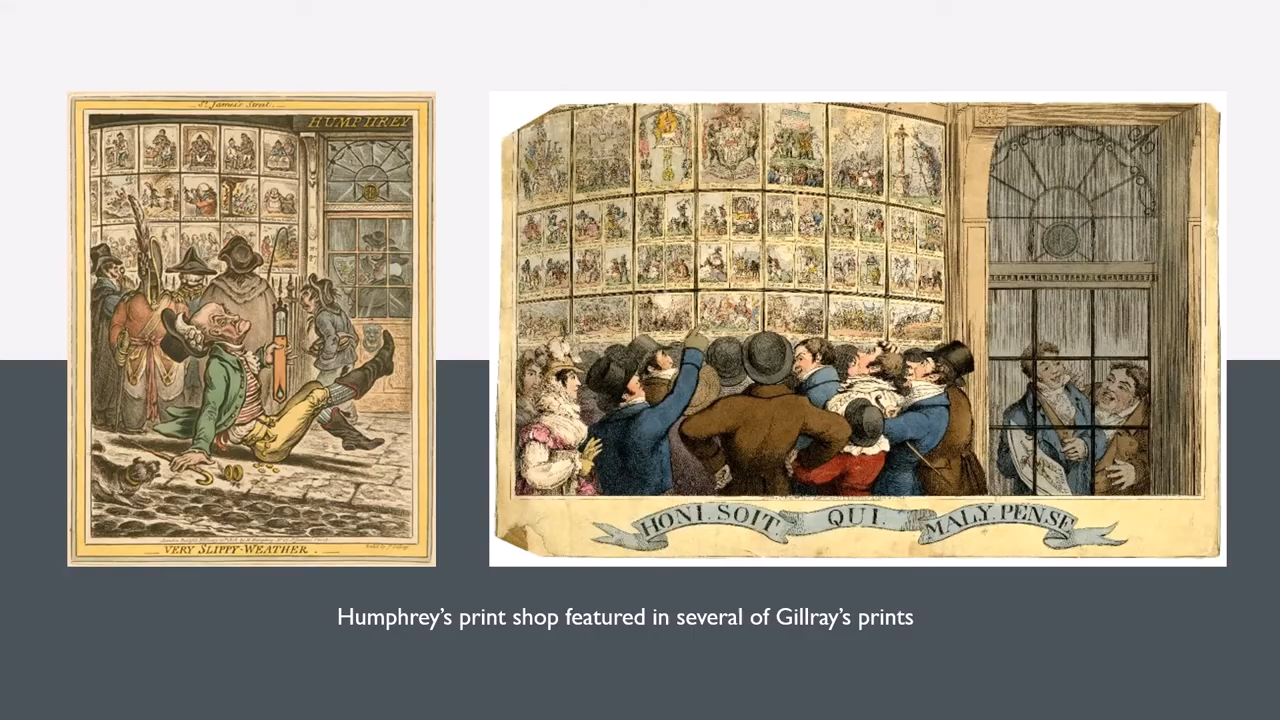 St. James's Street.
HUMPHREY
VERY SLIPPY-WEATHER.
HONI. SOIT QUI. MAL.Y. PENSE
Humphrey's print shop featured in several of Gillray's prints